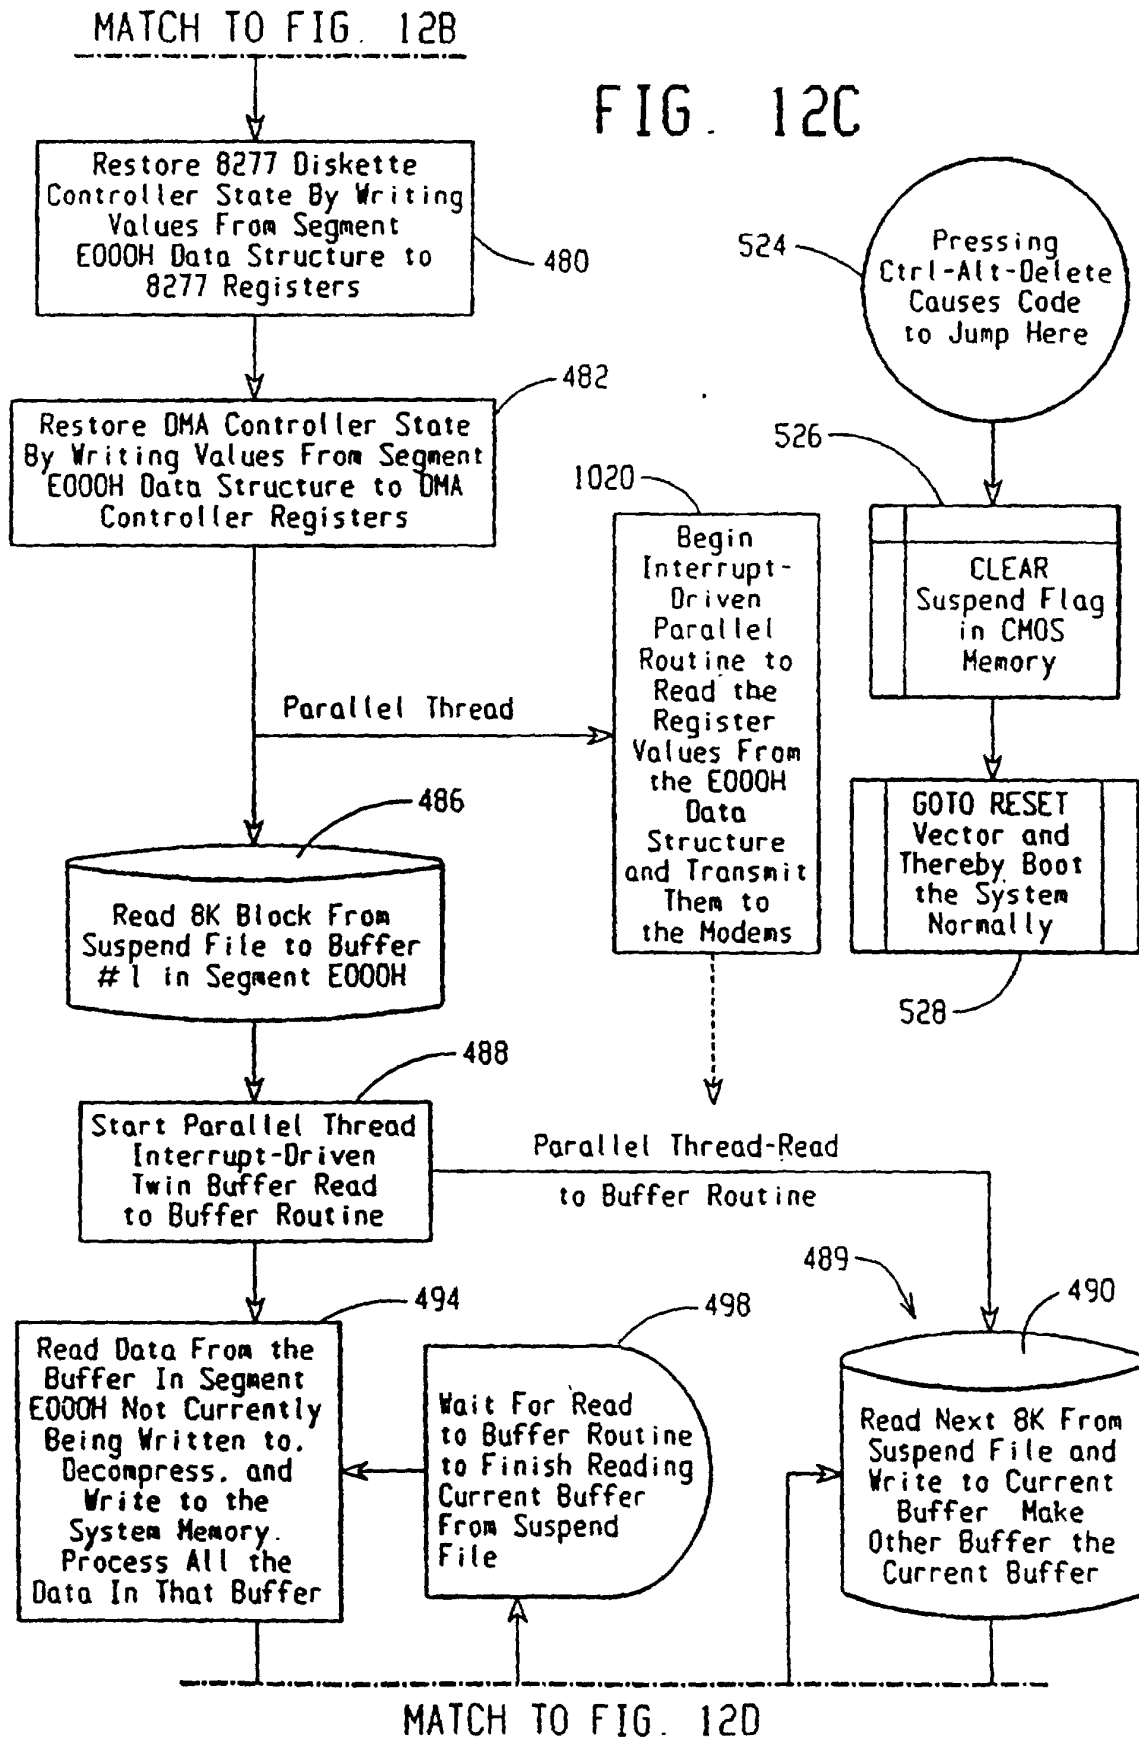 MATCH TO FIG. 12B
FIG. 12C
Restore 8277 Diskette
Controller State By Writing
Values From Segment
E000H Data Structure to
8277 Registers
480
524
Pressing
Ctrl-Alt-Delete
Causes Code
to Jump Here
482
Restore DMA Controller State
By Writing Values From Segment
E000H Data Structure to DMA
Controller Registers
526
1020
Begin
Interrupt-
Driven
Parallel
Routine to
Read the
Register
Values From
the E000H
Data
Structure
and Transmit
Them to
the Modems
CLEAR
Suspend Flag
in CMOS
Memory
Parallel Thread
GOTO RESET
Vector and
Thereby Boot
the System
Normally
528
486
Read 8K Block From
Suspend File to Buffer
#1 in Segment E000H
488
Start Parallel Thread
Interrupt-Driven
Twin Buffer Read
to Buffer Routine
Parallel Thread-Read
to Buffer Routine
489
490
494
498
Read Data From the
Buffer In Segment
E000H Not Currently
Being Written to.
Decompress. and
Write to the
System Memory.
Process All the
Data In That Buffer
Wait For Read
to Buffer Routine
to Finish Reading
Current Buffer
From Suspend
File
Read Next 8K From
Suspend File and
Write to Current
Buffer Make
Other Buffer the
Current Buffer
MATCH TO FIG. 12D